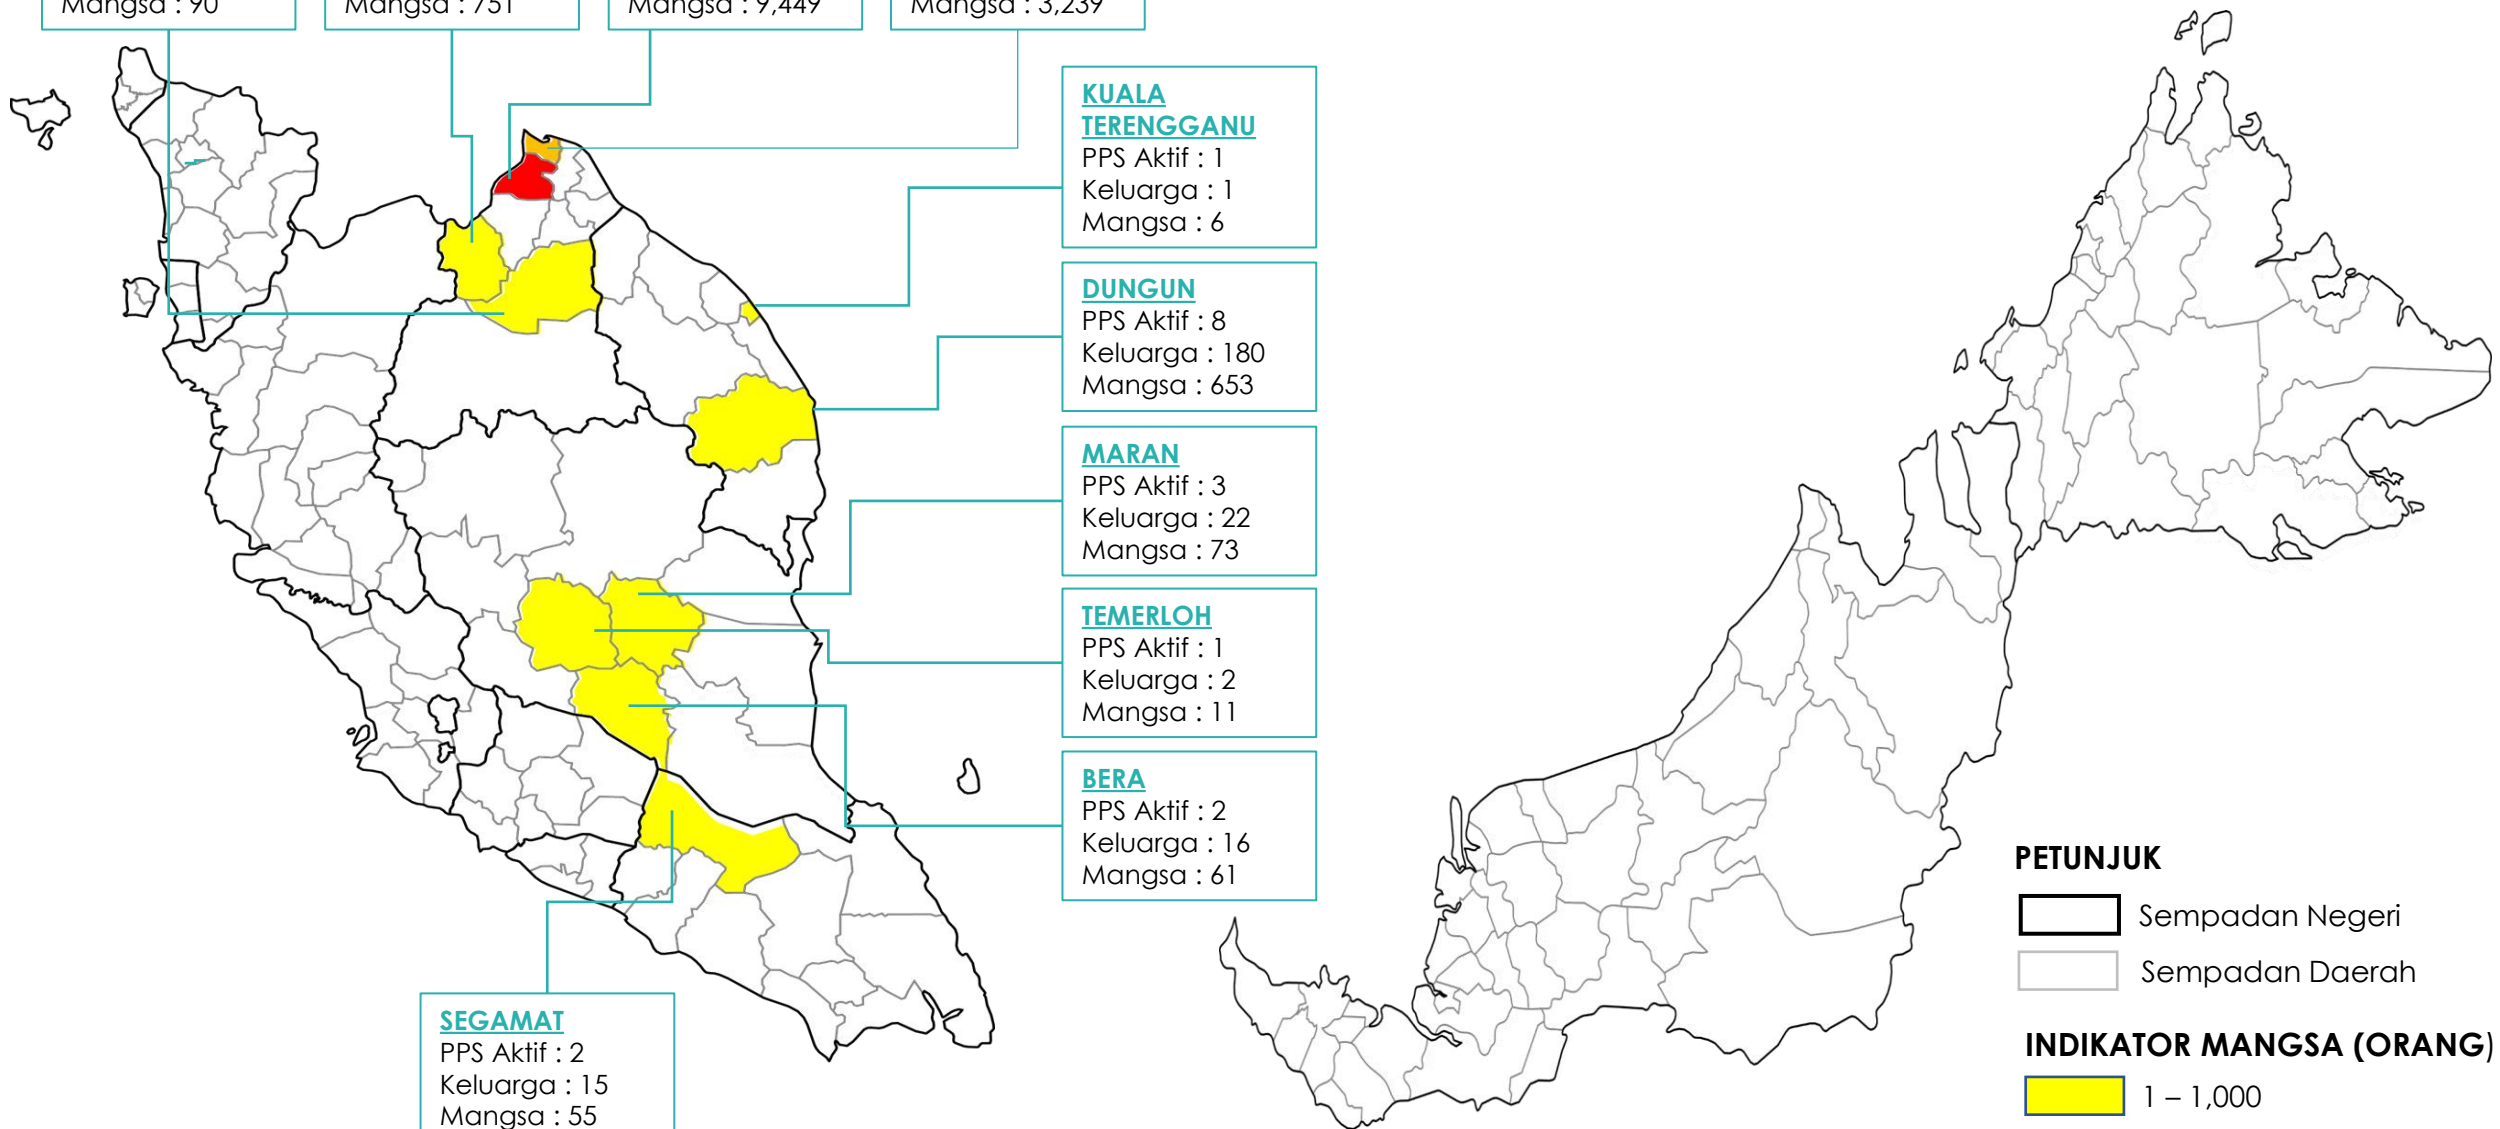 Mangsa : 90
Mangsa : 751
Mangsa : 9,449
Mangsa : 3,239
KUALA
TERENGGANU
PPS Aktif : 1
Keluarga : 1
Mangsa : 6
DUNGUN
PPS Aktif : 8
Keluarga : 180
Mangsa : 653
MARAN
PPS Aktif : 3
Keluarga : 22
Mangsa : 73
TEMERLOH
PPS Aktif : 1
Keluarga : 2
Mangsa : 11
BERA
PPS Aktif : 2
Keluarga : 16
Mangsa : 61
SEGAMAT
PPS Aktif : 2
Keluarga : 15
Mangsa : 55
PETUNJUK
Sempadan Negeri
Sempadan Daerah
INDIKATOR MANGSA (ORANG)
1 – 1,000